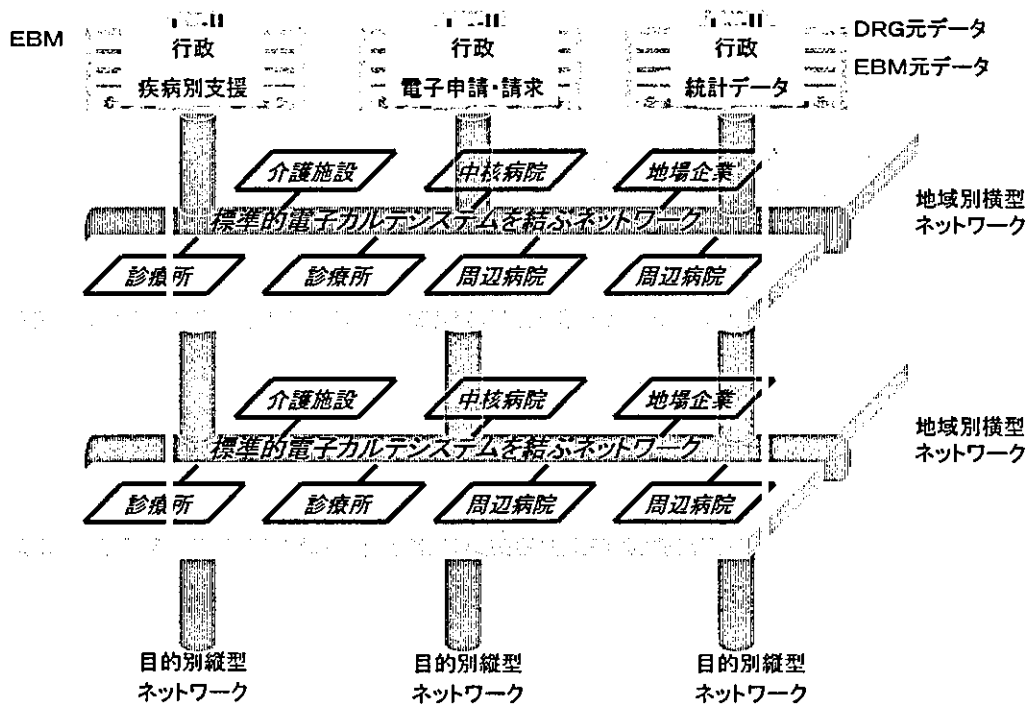 EBM
行政
疾病別支援
行政
電子申請・請求
行政
統計データ
DRG元データ
EBM元データ
介護施設
中核病院
地場企業
標準的電子カルテシステムを結ぶネットワーク
地域別横型
ネットワーク
診療所
診療所
周辺病院
周辺病院
介護施設
中核病院
地場企業
標準的電子カルテシステムを結ぶネットワーク
地域別横型
ネットワーク
診療所
診療所
周辺病院
周辺病院
目的別縦型
ネットワーク
目的別縦型
ネットワーク
目的別縦型
ネットワーク